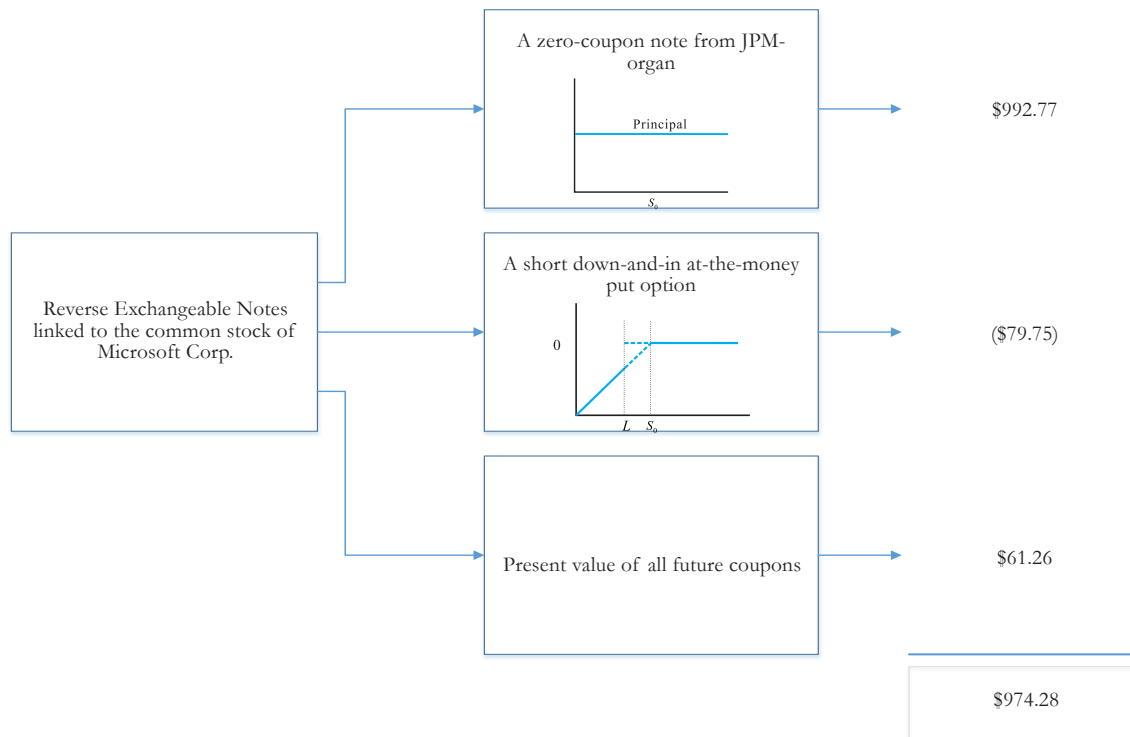 A zero-coupon note from JPM-
organ
Principal
S₀
$992.77
Reverse Exchangeable Notes
linked to the common stock of
Microsoft Corp.
A short down-and-in at-the-money
put option
0
L S₀
($79.75)
Present value of all future coupons
$61.26
$974.28